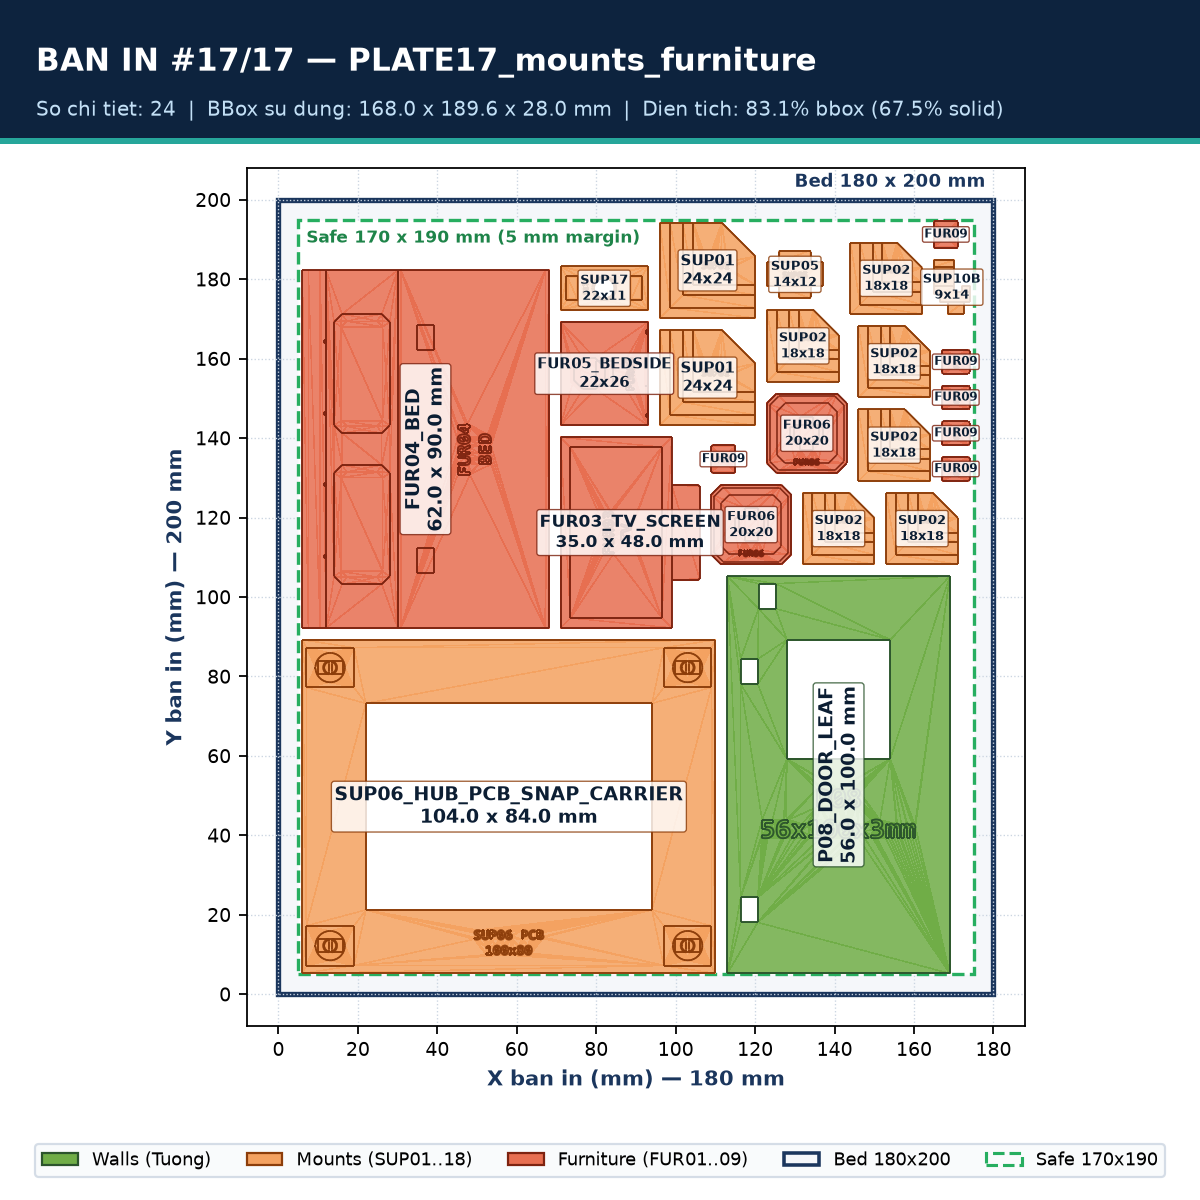 BAN IN #17/17 — PLATE17_mounts_furniture
So chi tiet: 24 | BBox su dung: 168.0 x 189.6 x 28.0 mm | Dien tich: 83.1% bbox (67.5% solid)
Bed 180 x 200 mm
Safe 170 x 190 mm (5 mm margin)
FUR09
SUP01
24x24
SUP05
14x12
SUP02
18x18
SUP10B
9x14
SUP17
22x11
SUP02
18x18
SUP02
18x18
FUR09
FUR05_BEDSIDE
22x26
SUP01
24x24
FUR09
FUR04_BED
62.0 x 90.0 mm
FUR04
BED
FUR06
20x20
FUR06
SUP02
18x18
FUR09
FUR09
FUR09
FUR03_TV_SCREEN
35.0 x 48.0 mm
FUR06
20x20
FUR06
SUP02
18x18
SUP02
18x18
SUP06_HUB_PCB_SNAP_CARRIER
104.0 x 84.0 mm
SUP06 PCB
100x80
P08_DOOR_LEAF
56.0 x 100.0 mm
0
20
40
60
80
100
120
140
160
180
200
Y ban in (mm) — 200 mm
0
20
40
60
80
100
120
140
160
180
X ban in (mm) — 180 mm
Walls (Tuong)
Mounts (SUP01..18)
Furniture (FUR01..09)
Bed 180x200
Safe 170x190